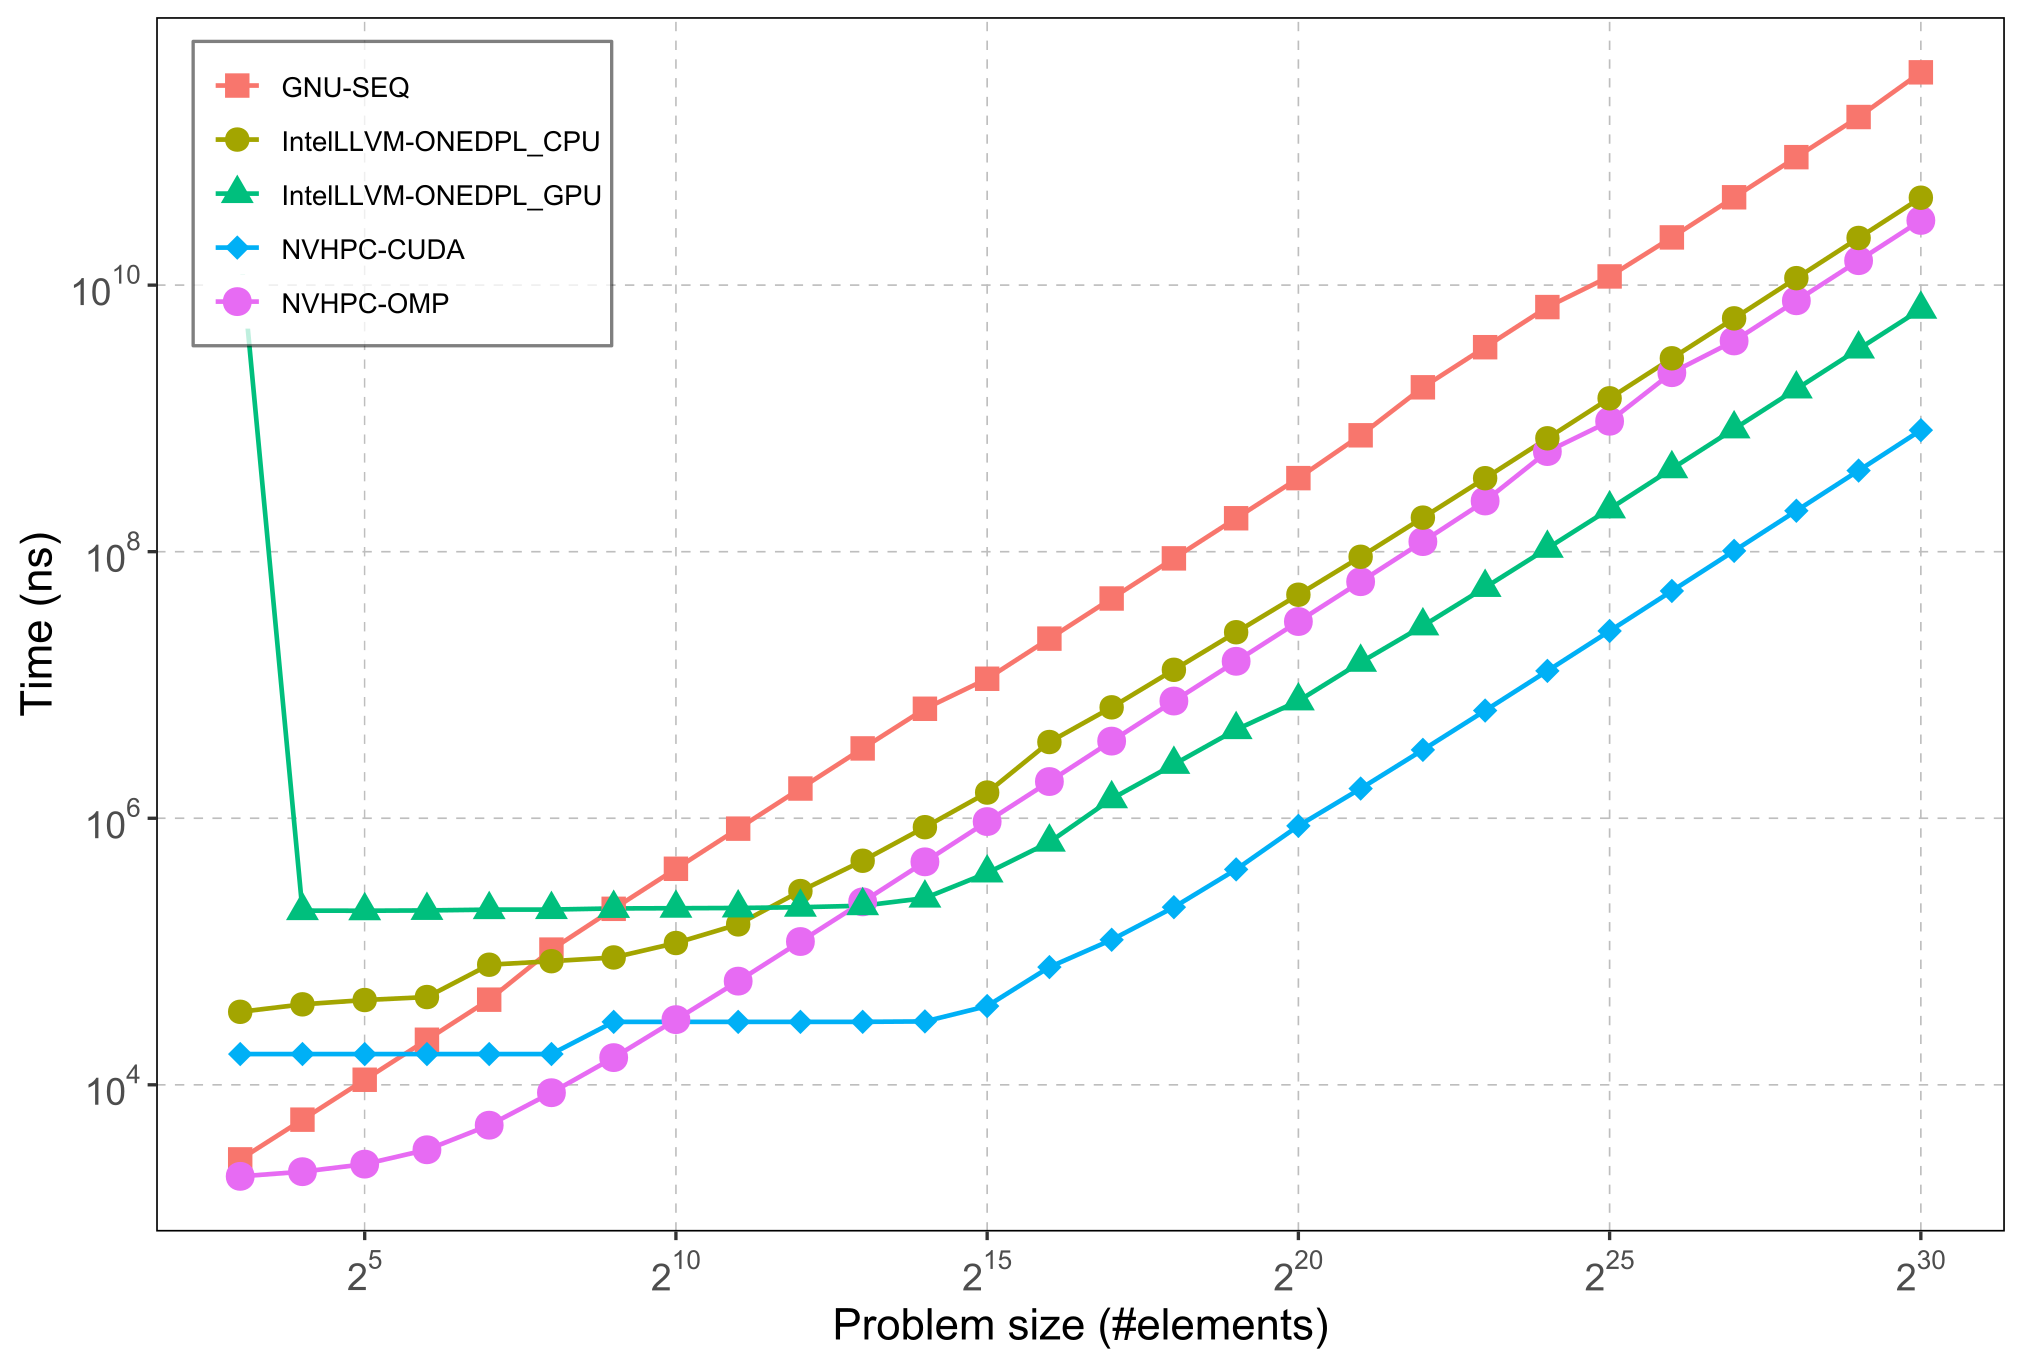 GNU-SEQ
IntelLLVM-ONEDPL_CPU
IntelLLVM-ONEDPL_GPU
NVHPC-CUDA
NVHPC-OMP
10^10
10^8
10^6
10^4
Time (ns)
2^5 2^10 2^15 2^20 2^25 2^30
Problem size (#elements)